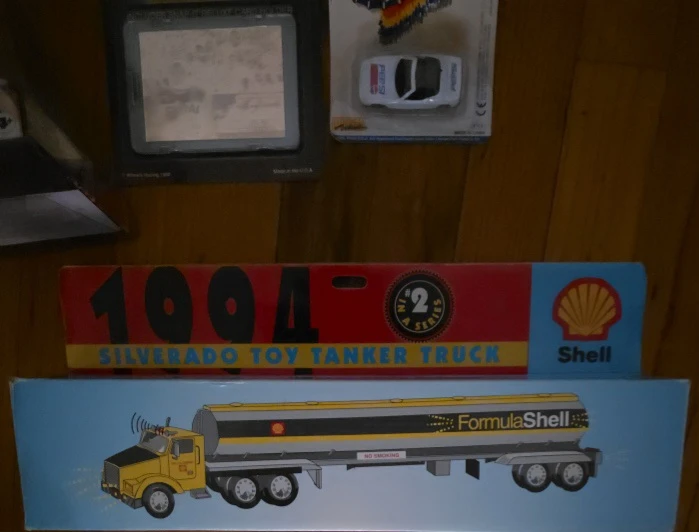 1994
#2
IN A SERIES
SILVERADO TOY TANKER TRUCK
Shell
FormulaShell
NO SMOKING